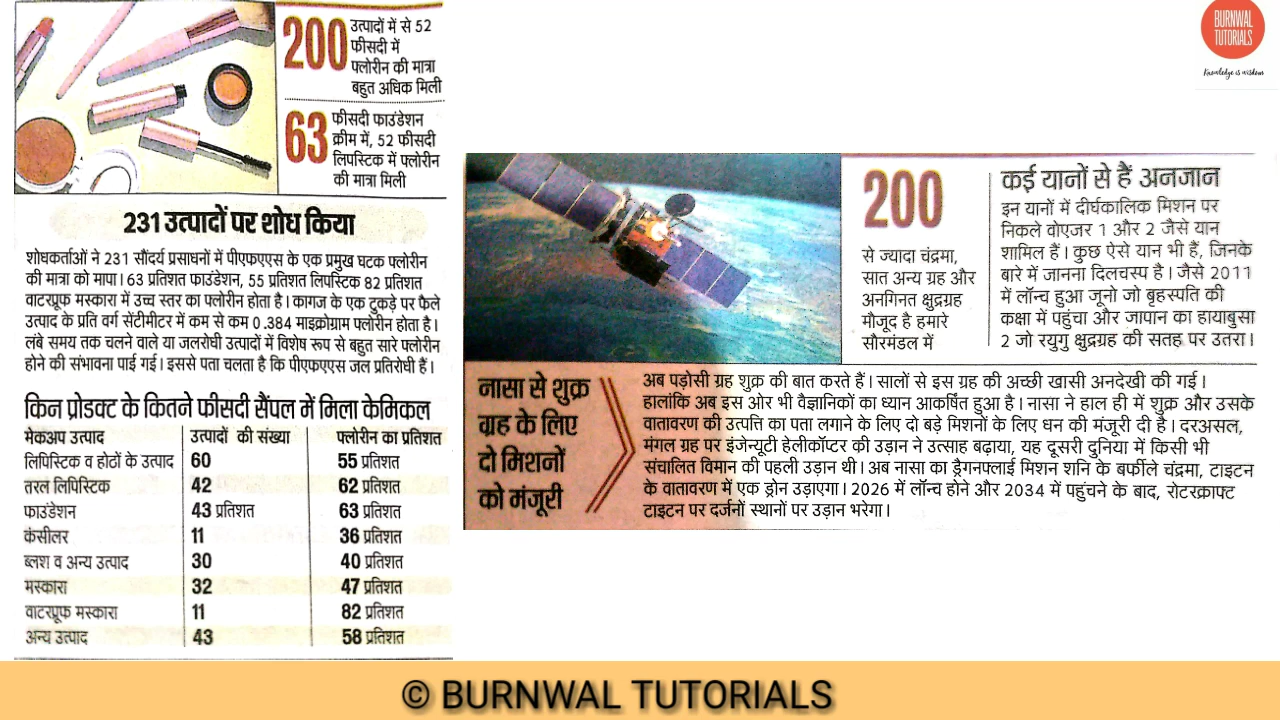 200
उत्पादों में से 52
फीसदी में
फ्लोरीन की मात्रा
बहुत अधिक मिली
63
फीसदी फाउंडेशन
क्रीम में, 52 फीसदी
लिपस्टिक में फ्लोरीन
की मात्रा मिली
231 उत्पादों पर शोध किया
शोधकर्ताओं ने 231 सौंदर्य प्रसाधनों में पीएफएएस के एक प्रमुख घटक फ्लोरीन
की मात्रा को मापा। 63 प्रतिशत फाउंडेशन, 55 प्रतिशत लिपस्टिक 82 प्रतिशत
वाटरप्रूफ मस्कारा में उच्च स्तर का फ्लोरीन होता है। कागज के एक टुकड़े पर फैले
उत्पाद के प्रति वर्ग सेंटीमीटर में कम से कम 0.384 माइक्रोग्राम फ्लोरीन होता है।
लंबे समय तक चलने वाले या जलरोधी उत्पादों में विशेष रूप से बहुत सारे फ्लोरीन
होने की संभावना पाई गई। इससे पता चलता है कि पीएफएएस जल प्रतिरोधी हैं।
किन प्रोडक्ट के कितने फीसदी सैंपल में मिला केमिकल
मेकअप उत्पाद उत्पादों की संख्या फ्लोरीन का प्रतिशत
लिपिस्टिक व होठों के उत्पाद 60 55 प्रतिशत
तरल लिपिस्टिक 42 62 प्रतिशत
फाउंडेशन 43 प्रतिशत 63 प्रतिशत
कंसीलर 11 36 प्रतिशत
ब्लश व अन्य उत्पाद 30 40 प्रतिशत
मस्कारा 32 47 प्रतिशत
वाटरप्रूफ मस्कारा 11 82 प्रतिशत
अन्य उत्पाद 43 58 प्रतिशत
BURNWAL
TUTORIALS
Knowledge is wisdom
200
से ज्यादा चंद्रमा,
सात अन्य ग्रह और
अनगिनत क्षुद्रग्रह
मौजूद है हमारे
सौरमंडल में
कई यानों से हैं अनजान
इन यानों में दीर्घकालिक मिशन पर
निकले वोएजर 1 और 2 जैसे यान
शामिल हैं। कुछ ऐसे यान भी हैं, जिनके
बारे में जानना दिलचस्प है। जैसे 2011
में लॉन्च हुआ जूनो जो बृहस्पति की
कक्षा में पहुंचा और जापान का हायाबुसा
2 जो रयुगु क्षुद्रग्रह की सतह पर उतरा।
नासा से शुक्र
ग्रह के लिए
दो मिशनों
को मंजूरी
अब पड़ोसी ग्रह शुक्र की बात करते हैं। सालों से इस ग्रह की अच्छी खासी अनदेखी की गई।
हालांकि अब इस ओर भी वैज्ञानिकों का ध्यान आकर्षित हुआ है। नासा ने हाल ही में शुक्र और उसके
वातावरण की उत्पत्ति का पता लगाने के लिए दो बड़े मिशनों के लिए धन की मंजूरी दी है। दरअसल,
मंगल ग्रह पर इंजेन्यूटी हेलीकॉप्टर की उड़ान ने उत्साह बढ़ाया, यह दूसरी दुनिया में किसी भी
संचालित विमान की पहली उड़ान थी। अब नासा का ड्रैगनफ्लाई मिशन शनि के बर्फीले चंद्रमा, टाइटन
के वातावरण में एक ड्रोन उड़ाएगा। 2026 में लॉन्च होने और 2034 में पहुंचने के बाद, रोटरक्राफ्ट
टाइटन पर दर्जनों स्थानों पर उड़ान भरेगा।
© BURNWAL TUTORIALS